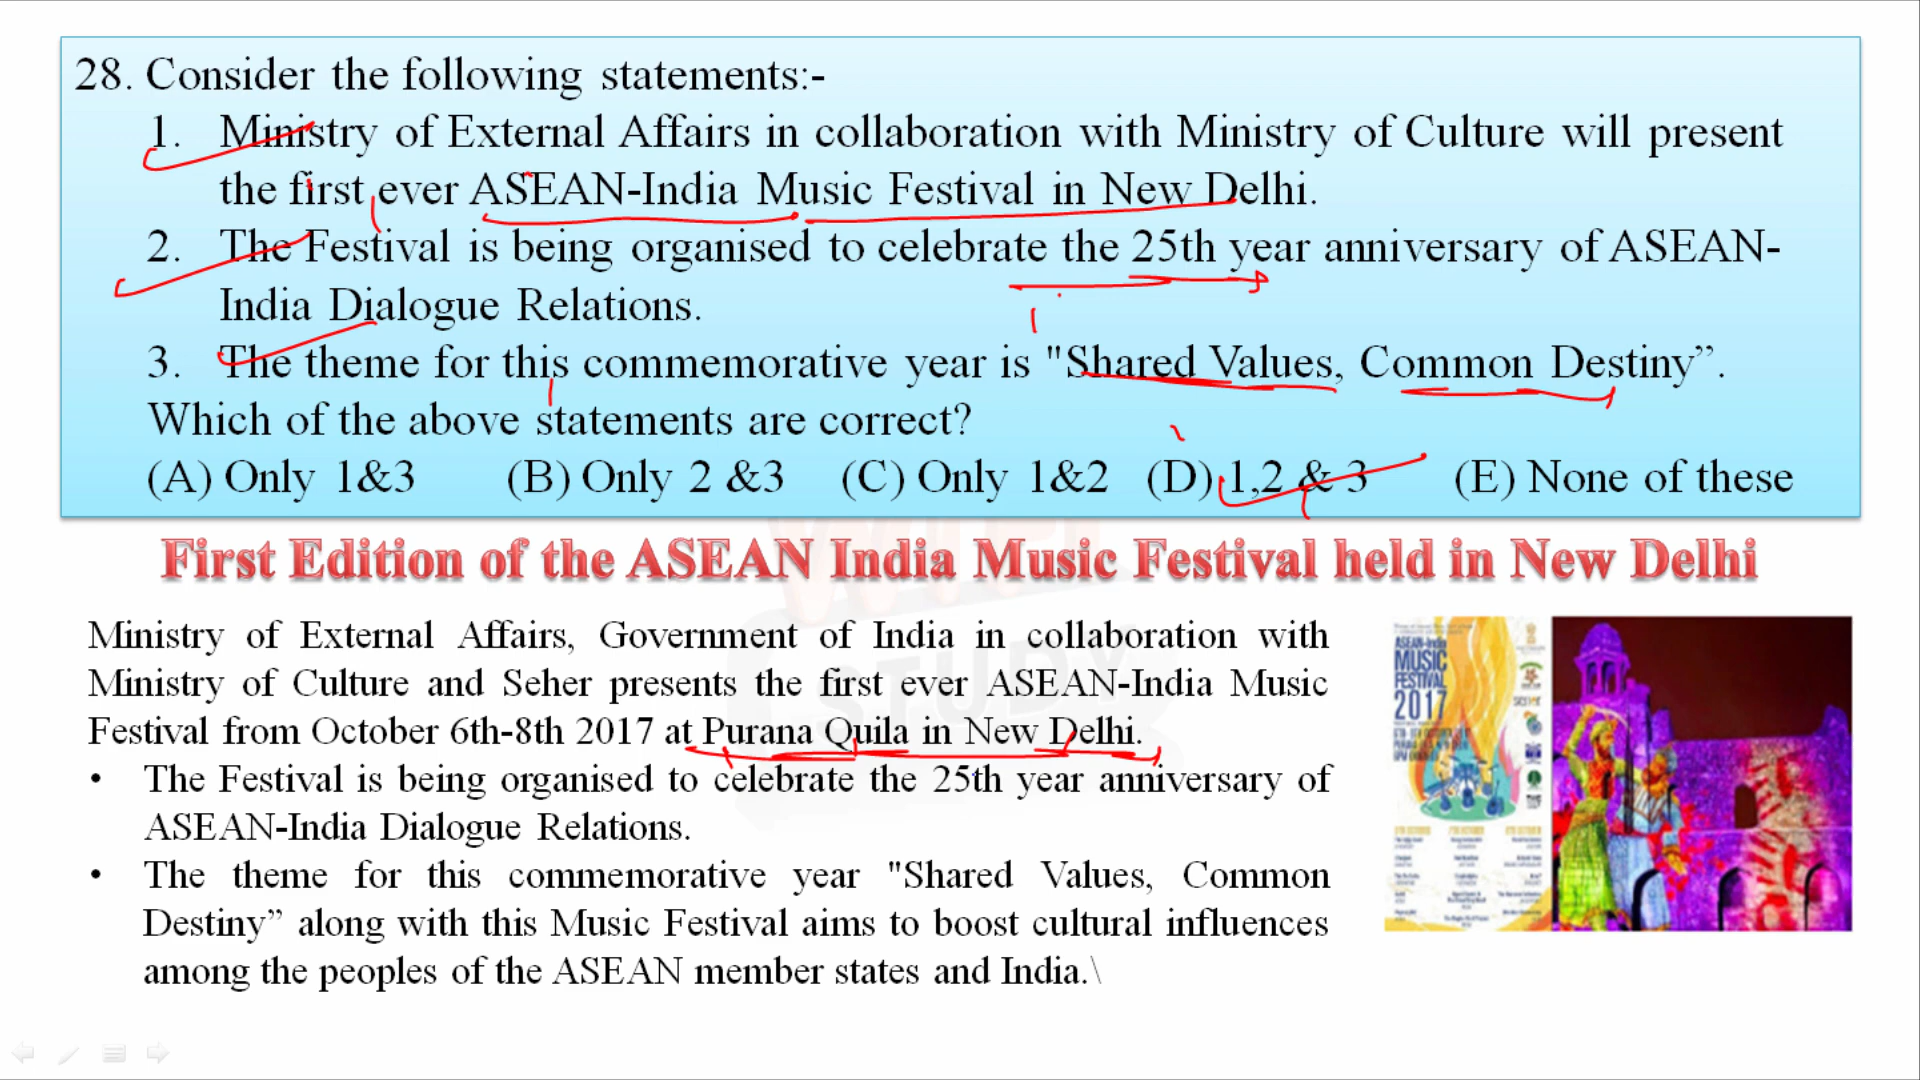 28. Consider the following statements:-
1. Ministry of External Affairs in collaboration with Ministry of Culture will present
the first ever ASEAN-India Music Festival in New Delhi.
2. The Festival is being organised to celebrate the 25th year anniversary of ASEAN-
India Dialogue Relations.
3. The theme for this commemorative year is "Shared Values, Common Destiny”.
Which of the above statements are correct?
(A) Only 1&3 (B) Only 2 &3 (C) Only 1&2 (D) 1,2 & 3 (E) None of these
First Edition of the ASEAN India Music Festival held in New Delhi
Ministry of External Affairs, Government of India in collaboration with
Ministry of Culture and Seher presents the first ever ASEAN-India Music
Festival from October 6th-8th 2017 at Purana Quila in New Delhi.
• The Festival is being organised to celebrate the 25th year anniversary of
ASEAN-India Dialogue Relations.
• The theme for this commemorative year "Shared Values, Common
Destiny” along with this Music Festival aims to boost cultural influences
among the peoples of the ASEAN member states and India.\
STUDY
ASEAN-India
MUSIC
FESTIVAL
2017